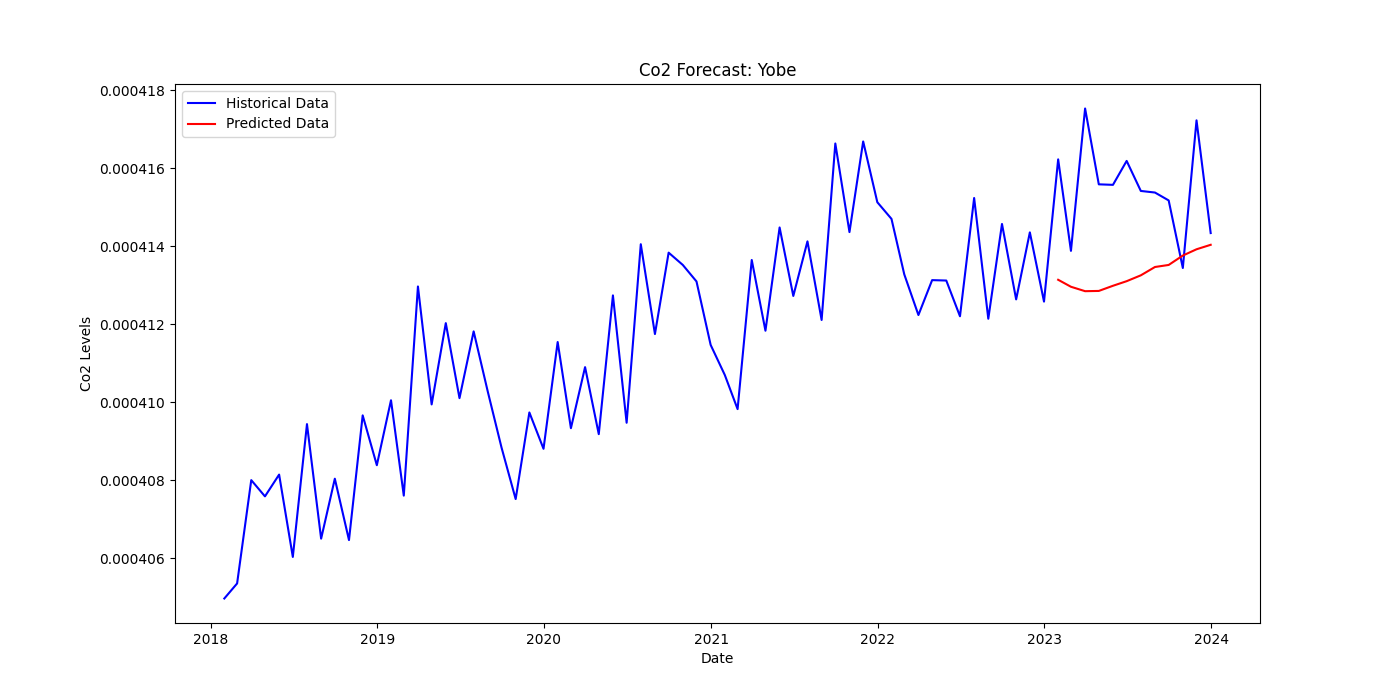 Co2 Forecast: Yobe
0.000418
0.000416
0.000414
0.000412
0.000410
0.000408
0.000406
Co2 Levels
Historical Data
Predicted Data
2018
2019
2020
2021
2022
2023
2024
Date